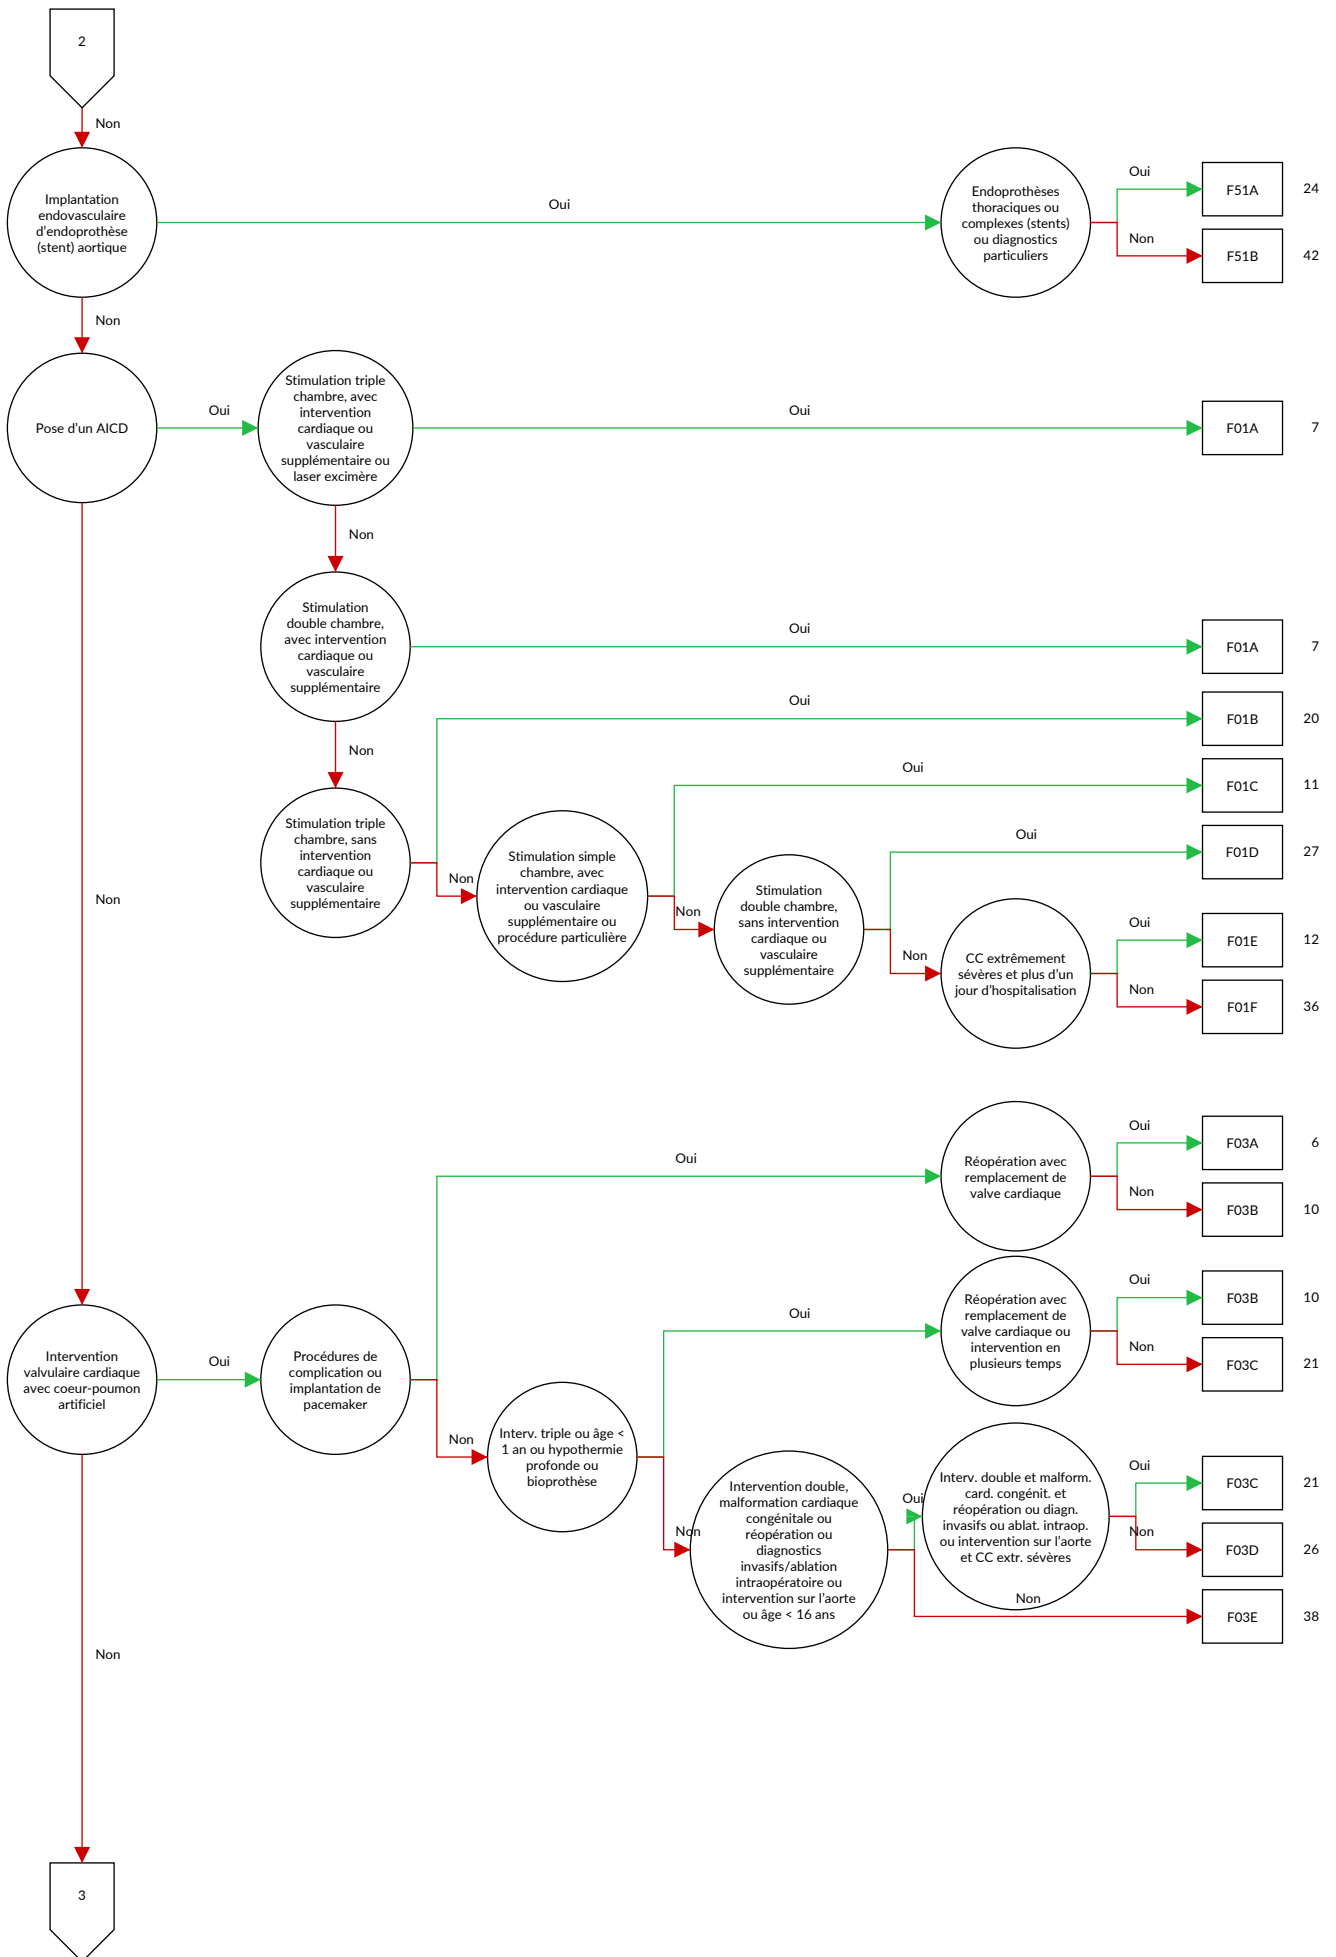 2
Non
Implantation
endovasculaire
d'endoprothèse
(stent) aortique
Oui
Endoprothèses
thoraciques ou
complexes (stents)
ou diagnostics
particuliers
Oui
F51A
24
Non
F51B
42
Non
Pose d'un AICD
Oui
Stimulation triple
chambre, avec
intervention
cardiaque ou
vasculaire
supplémentaire ou
laser excimère
Oui
F01A
7
Non
Stimulation
double chambre,
avec intervention
cardiaque ou
vasculaire
supplémentaire
Oui
F01A
7
Non
Stimulation triple
chambre, sans
intervention
cardiaque ou
vasculaire
supplémentaire
Oui
F01B
20
Non
Stimulation simple
chambre, avec
intervention cardiaque
ou vasculaire
supplémentaire ou
procédure particulière
Oui
F01C
11
Non
Stimulation
double chambre,
sans intervention
cardiaque ou
vasculaire
supplémentaire
Oui
F01D
27
Non
CC extrêmement
sévères et plus d'un
jour d'hospitalisation
Oui
F01E
12
Non
F01F
36
Non
Intervention
valvulaire cardiaque
avec coeur-poumon
artificiel
Oui
Procédures de
complication ou
implantation de
pacemaker
Oui
Réopération avec
remplacement de
valve cardiaque
Oui
F03A
6
Non
F03B
10
Non
Interv. triple ou âge <
1 an ou hypothermie
profonde ou
bioprothèse
Oui
Réopération avec
remplacement de
valve cardiaque ou
intervention en
plusieurs temps
Oui
F03B
10
Non
F03C
21
Non
Intervention double,
malformation cardiaque
congénitale ou
réopération ou
diagnostics
invasifs/ablation
intraopératoire ou
intervention sur l'aorte
ou âge < 16 ans
Oui
Interv. double et malform.
card. congénit. et
réopération ou diagn.
invasifs ou ablat. intraop.
ou intervention sur l'aorte
et CC extr. sévères
Oui
F03C
21
Non
F03D
26
Non
F03E
38
Non
3